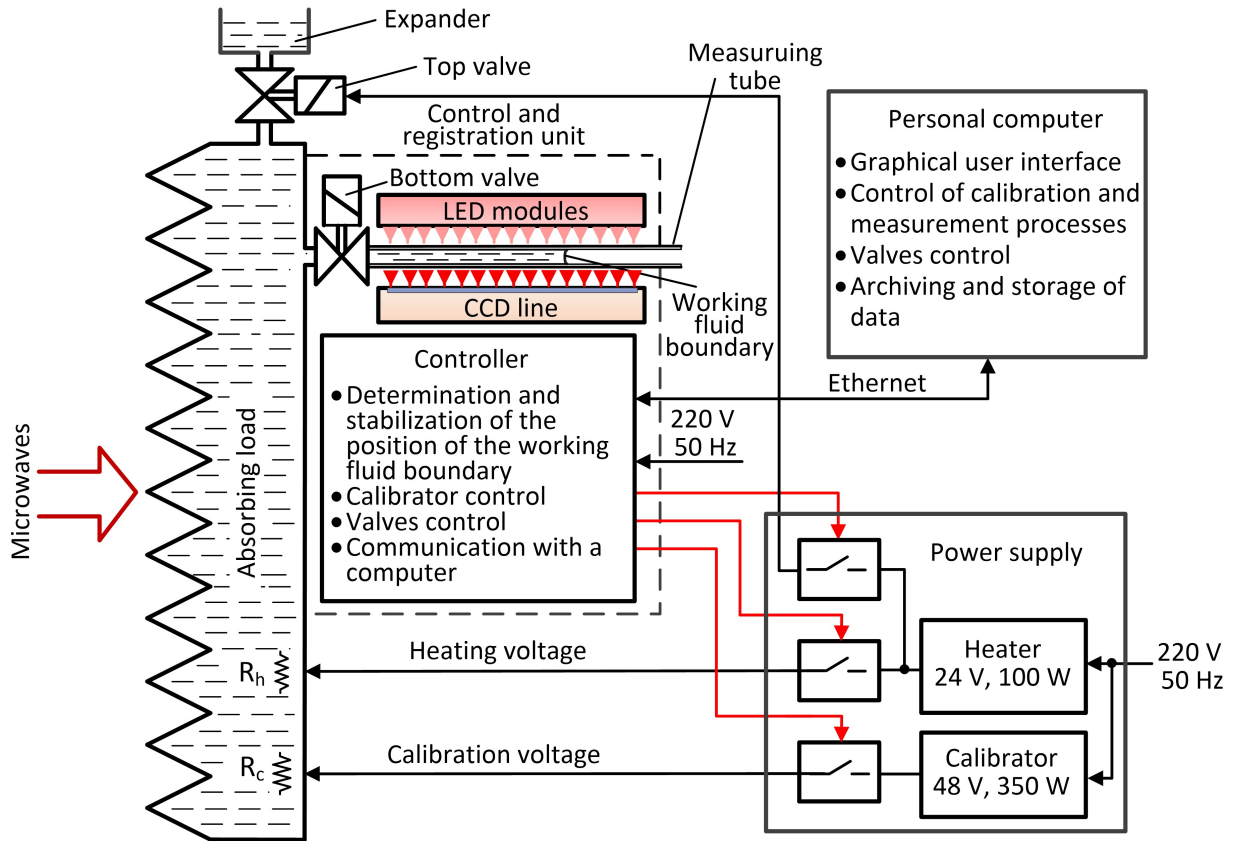 Expander
Top valve
Measuruing
tube
Control and
registration unit
Bottom valve
LED modules
CCD line
Working
fluid
boundary
Personal computer
● Graphical user interface
● Control of calibration and
measurement processes
● Valves control
● Archiving and storage of
data
Ethernet
Controller
● Determination and
stabilization of the
position of the working
fluid boundary
● Calibrator control
● Valves control
● Communication with a
computer
220 V
50 Hz
Microwaves
Absorbing load
Power supply
Heating voltage
Rh
Heater
24 V, 100 W
220 V
50 Hz
Calibration voltage
Rc
Calibrator
48 V, 350 W